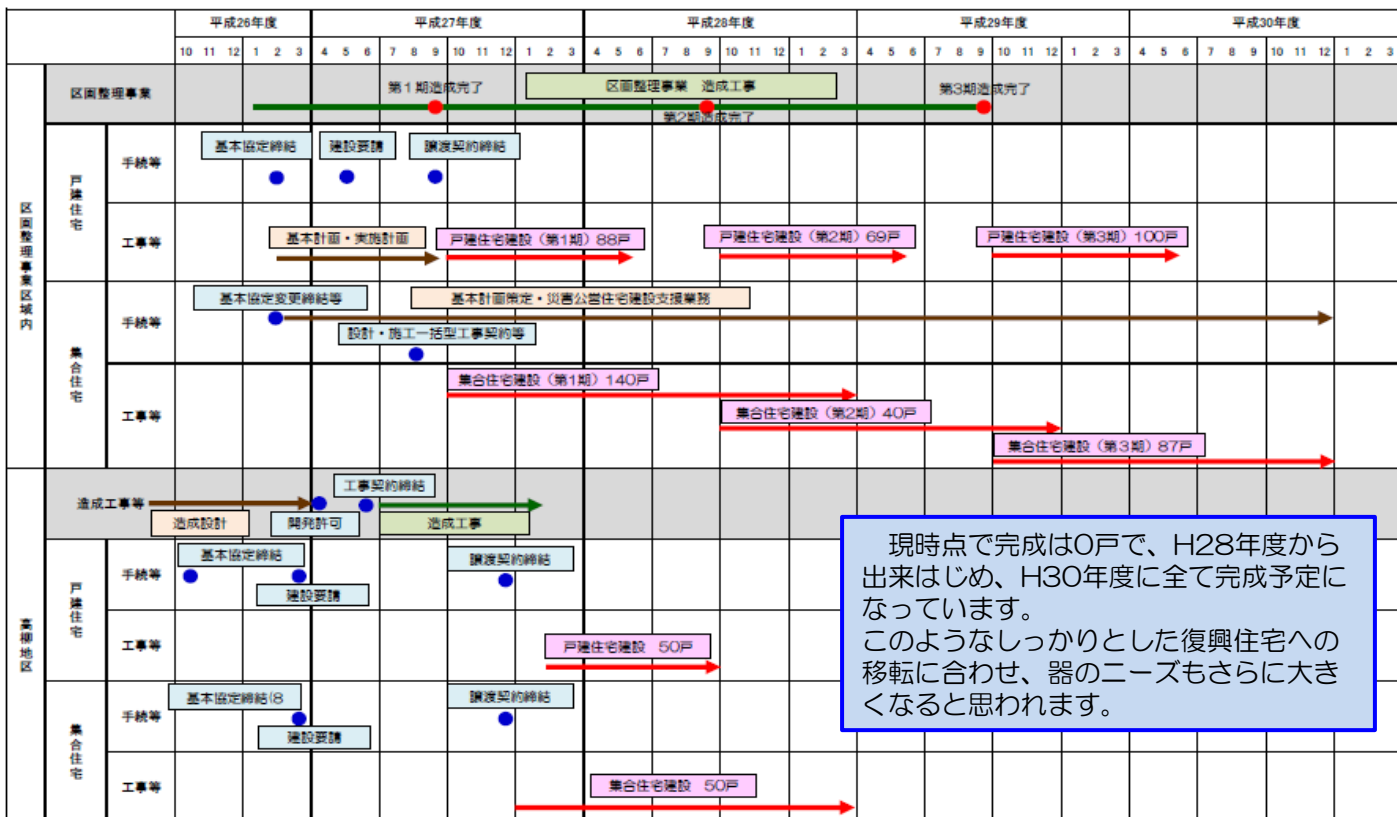 平成26年度 平成27年度 平成28年度 平成29年度 平成30年度
10 11 12 1 2 3 4 5 6 7 8 9 10 11 12 1 2 3 4 5 6 7 8 9 10 11 12 1 2 3 4 5 6 7 8 9 10 11 12 1 2 3 4 5 6 7 8 9 10 11 12 1 2 3
区画整理事業
第1期造成完了
区画整理事業 造成工事
第2期造成完了
第3期造成完了
区画整理事業区域内
戸建住宅
手続等
基本協定締結
建設要請
譲渡契約締結
工事等
基本計画・実施計画
戸建住宅建設（第1期）88戸
戸建住宅建設（第2期）69戸
戸建住宅建設（第3期）100戸
集合住宅
手続等
基本協定変更締結等
基本計画策定・災害公営住宅建設支援業務
設計・施工一括型工事契約等
工事等
集合住宅建設（第1期）140戸
集合住宅建設（第2期）40戸
集合住宅建設（第3期）87戸
高柳地区
造成工事等
工事契約締結
造成設計
開発許可
造成工事
戸建住宅
手続等
基本協定締結
建設要請
譲渡契約締結
工事等
戸建住宅建設 50戸
集合住宅
手続等
基本協定締結(8
建設要請
譲渡契約締結
工事等
集合住宅建設 50戸
現時点で完成は0戸で、H28年度から
出来はじめ、H30年度に全て完成予定に
なっています。
このようなしっかりとした復興住宅への
移転に合わせ、器のニーズもさらに大き
くなると思われます。